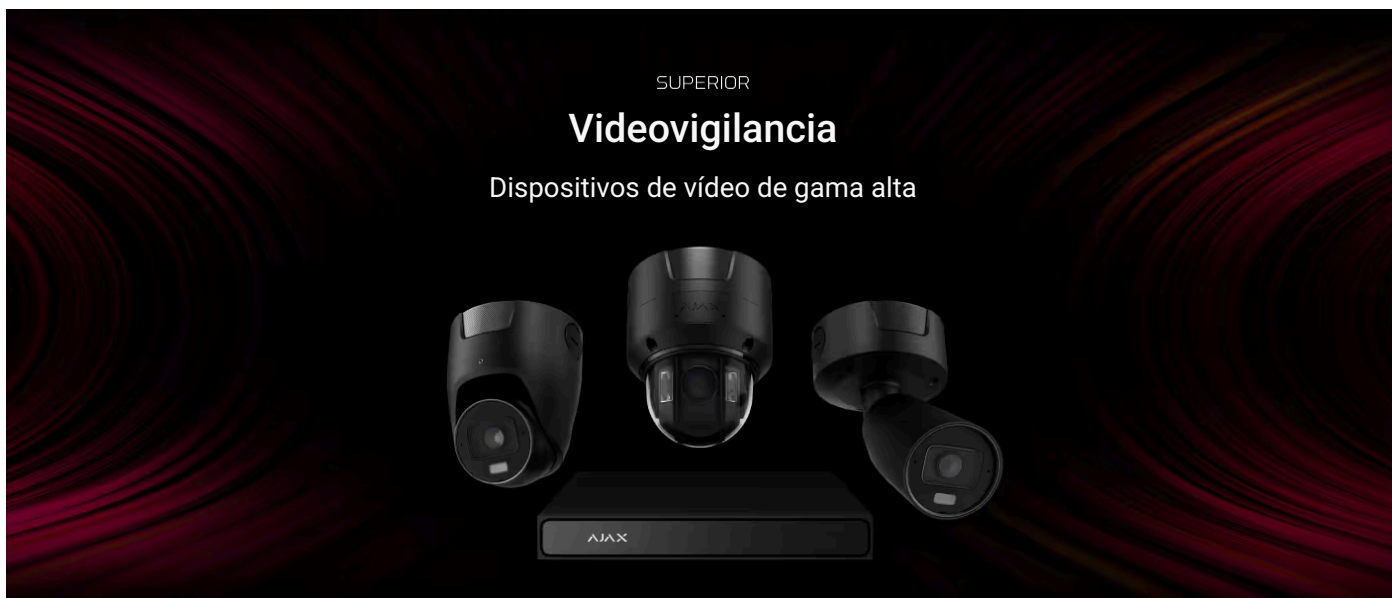 SUPERIOR
Videovigilancia
Dispositivos de vídeo de gama alta
AJAX
AJAX